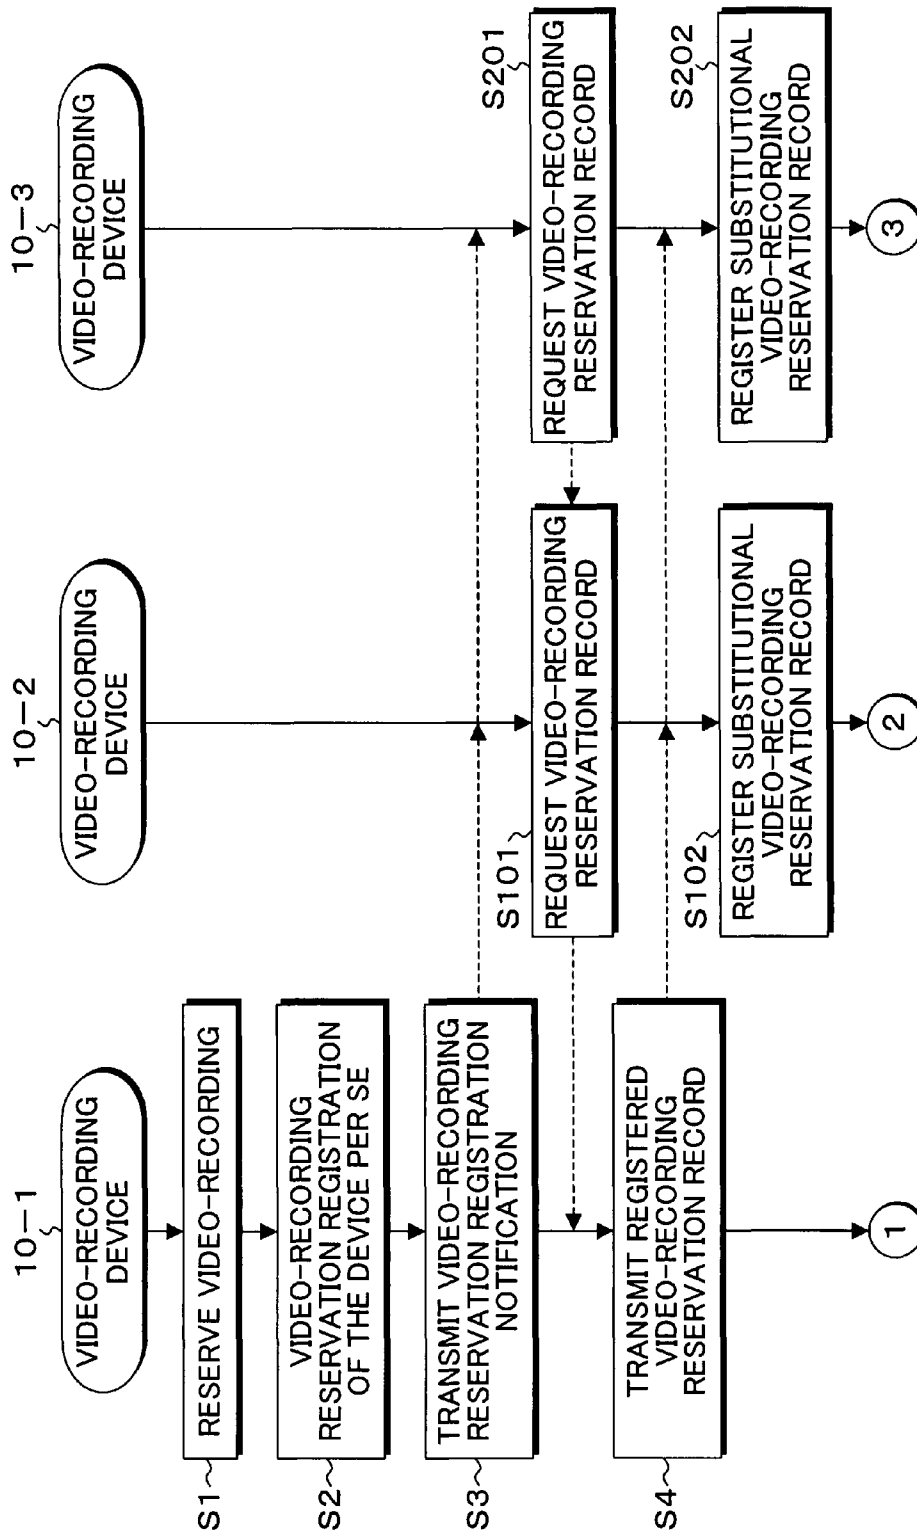 10-1
VIDEO-RECORDING
DEVICE
S1
RESERVE VIDEO-RECORDING
S2
VIDEO-RECORDING
RESERVATION REGISTRATION
OF THE DEVICE PER SE
S3
TRANSMIT VIDEO-RECORDING
RESERVATION REGISTRATION
NOTIFICATION
S4
TRANSMIT REGISTERED
VIDEO-RECORDING
RESERVATION RECORD
1
10-2
VIDEO-RECORDING
DEVICE
S101
REQUEST VIDEO-RECORDING
RESERVATION RECORD
S102
REGISTER SUBSTITUTIONAL
VIDEO-RECORDING
RESERVATION RECORD
2
10-3
VIDEO-RECORDING
DEVICE
S201
REQUEST VIDEO-RECORDING
RESERVATION RECORD
S202
REGISTER SUBSTITUTIONAL
VIDEO-RECORDING
RESERVATION RECORD
3